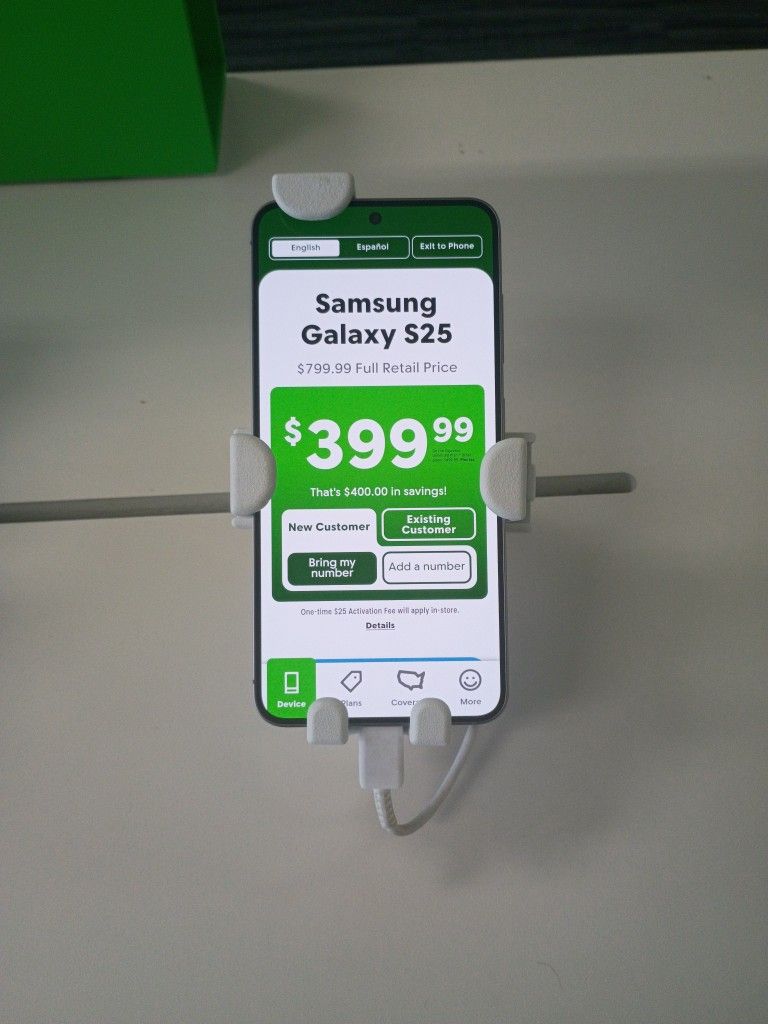 English Español Exit to Phone
Samsung
Galaxy S25
$799.99 Full Retail Price
$399 99
That's $400.00 in savings!
New Customer
Existing
Customer
Bring my
number
Add a number
One-time $25 Activation Fee will apply in-store.
Details
Device
More